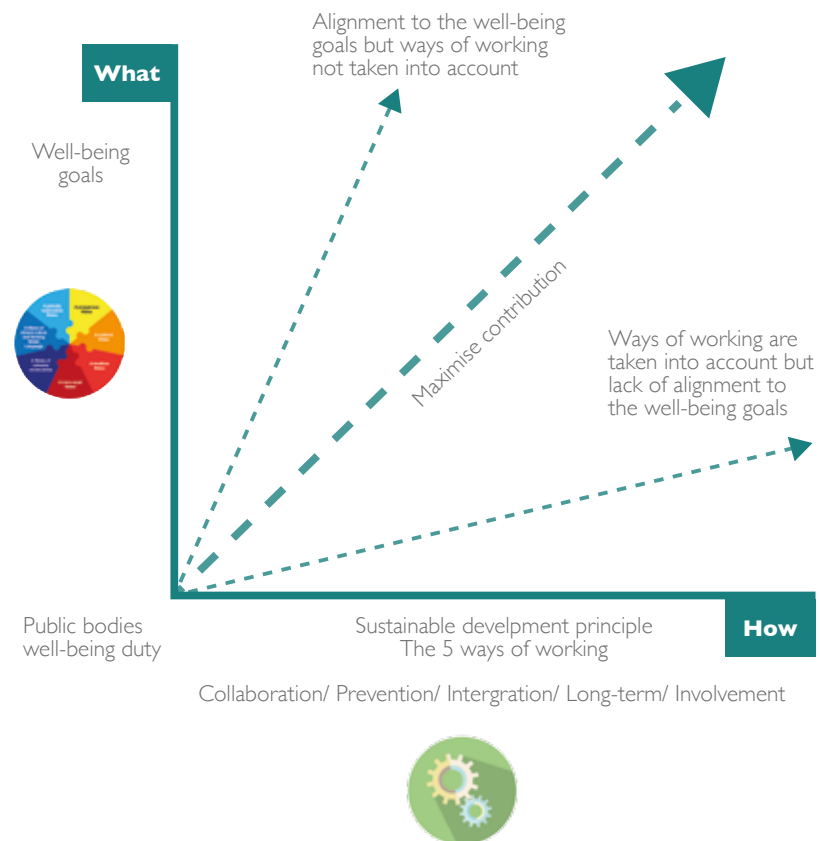 Alignment to the well-being
goals but ways of working
not taken into account
What
Well-being
goals
Maximise contribution
Ways of working are
taken into account but
lack of alignment to
the well-being goals
Public bodies
well-being duty
Sustainable develpment principle
The 5 ways of working
How
Collaboration/ Prevention/ Intergration/ Long-term/ Involvement